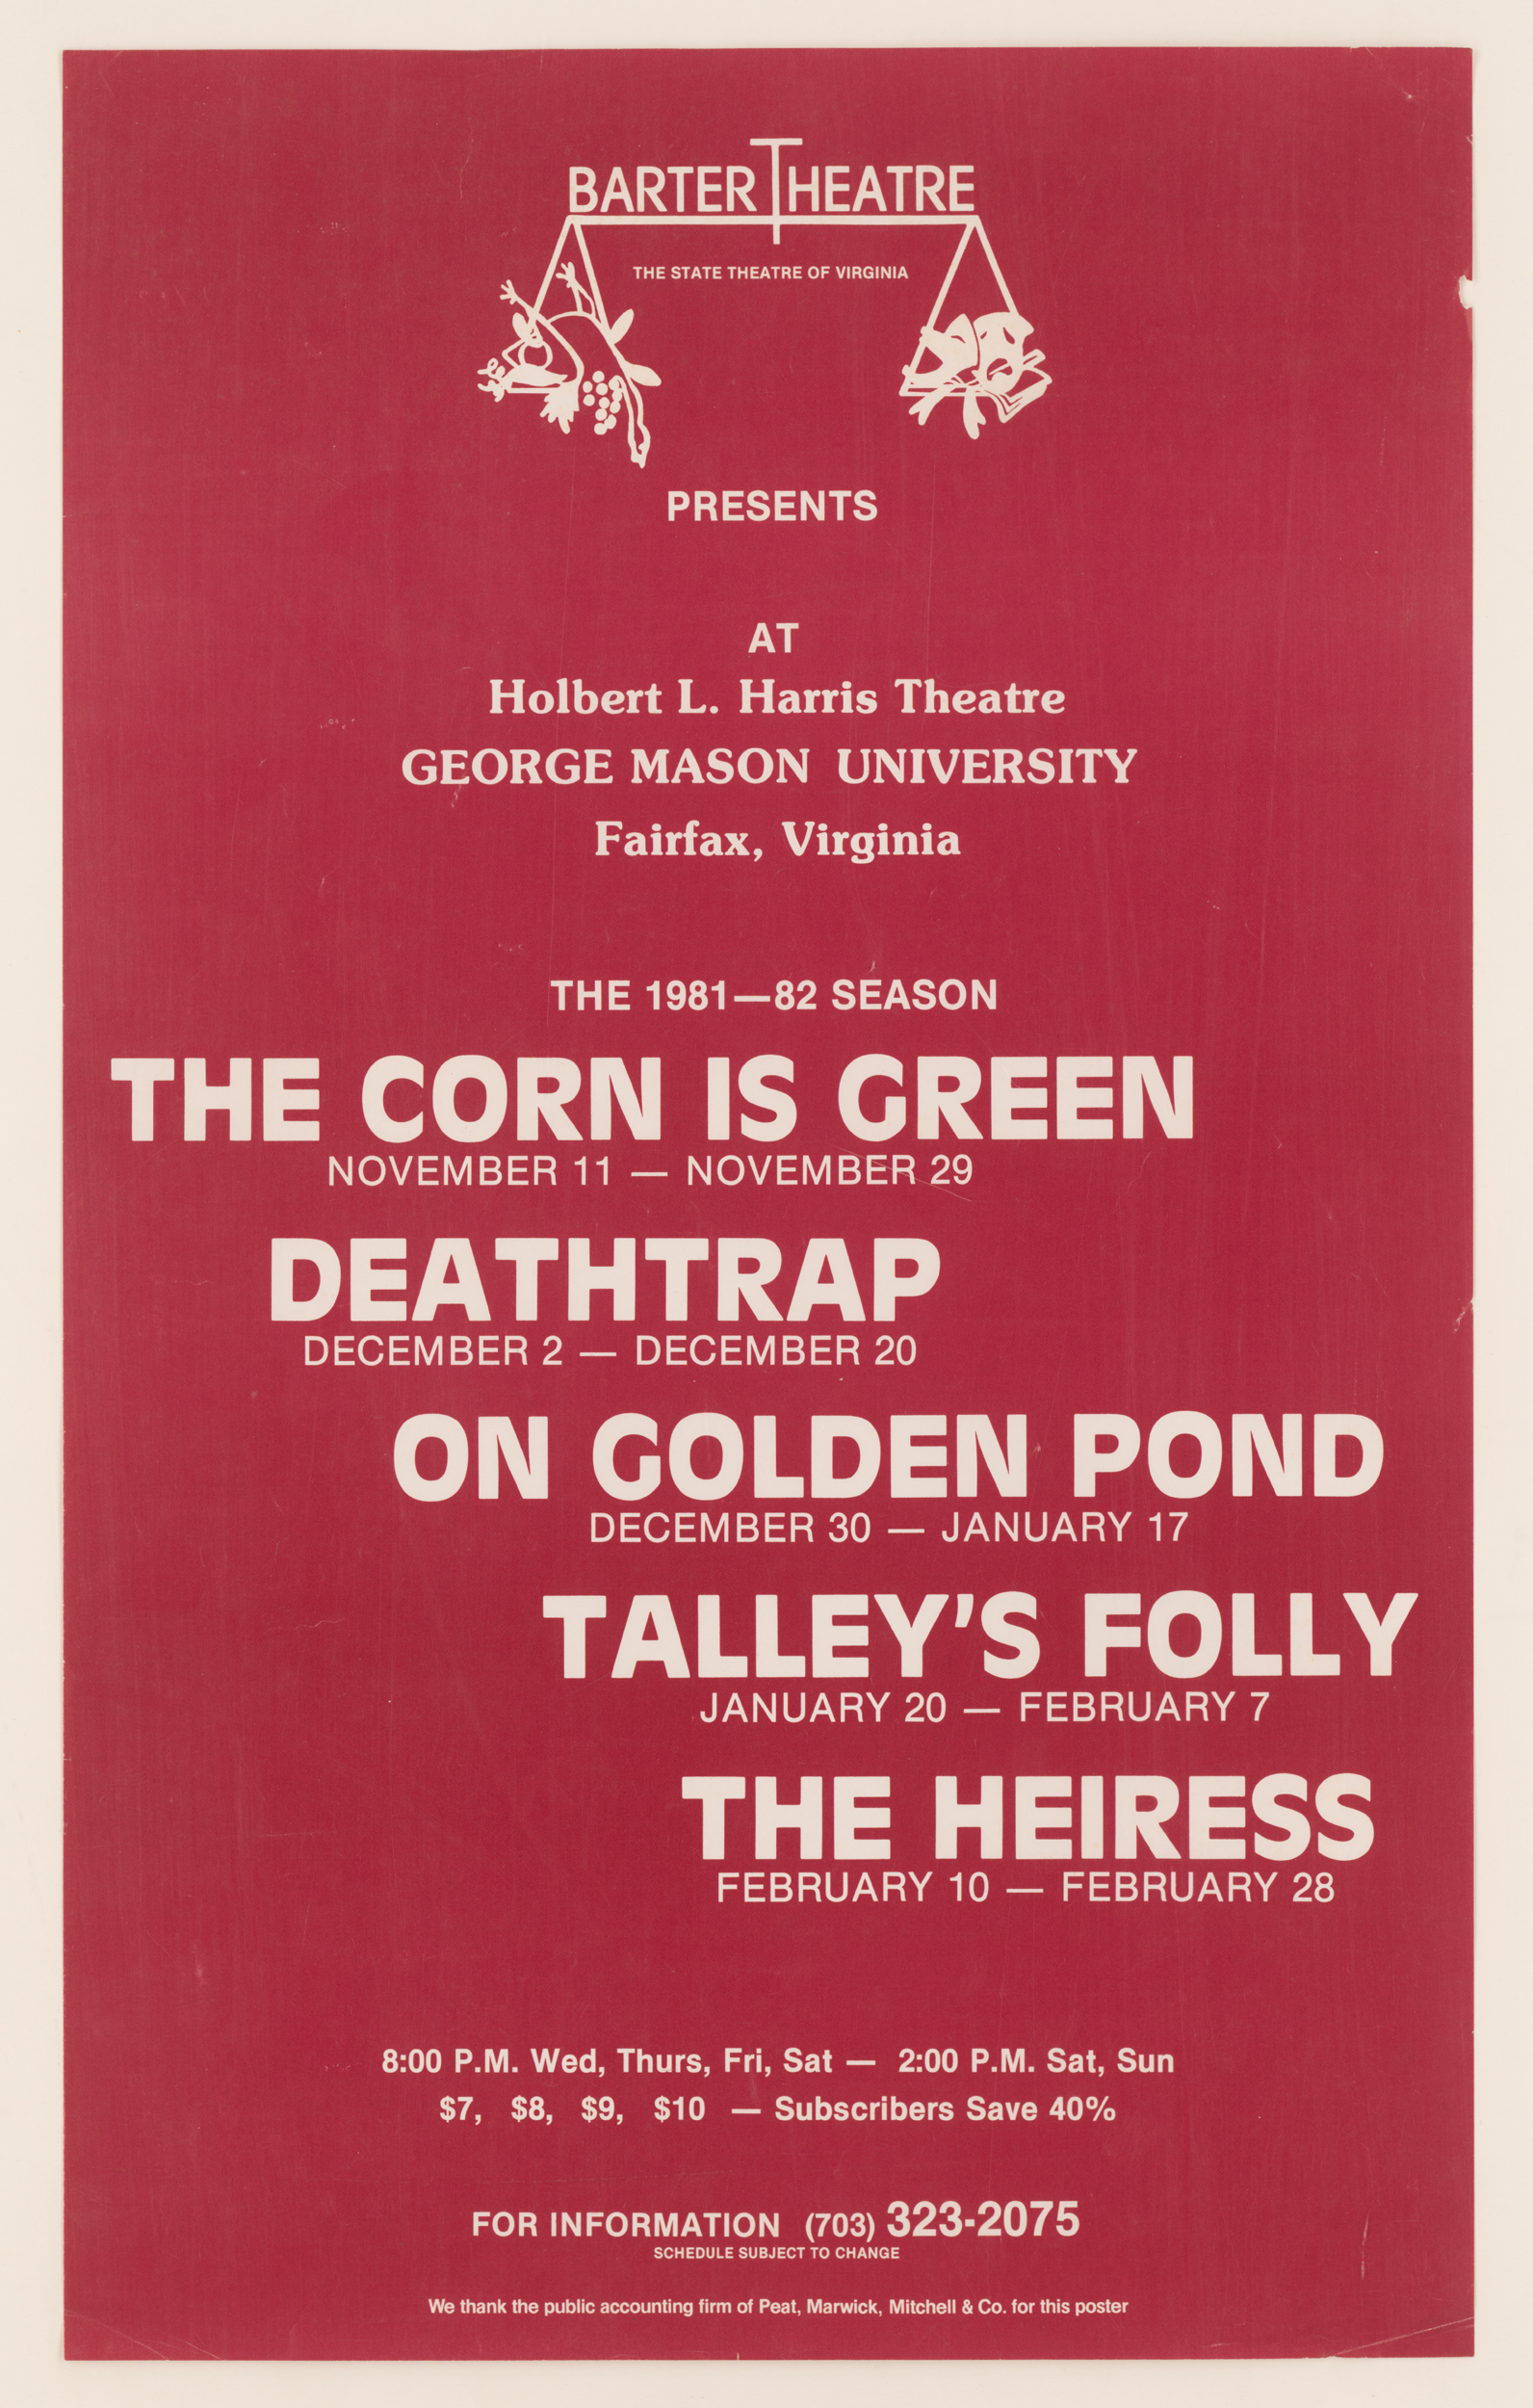 BARTER THEATRE
THE STATE THEATRE OF VIRGINIA
PRESENTS
AT
Holbert L. Harris Theatre
GEORGE MASON UNIVERSITY
Fairfax, Virginia
THE 1981—82 SEASON
THE CORN IS GREEN
NOVEMBER 11 — NOVEMBER 29
DEATHTRAP
DECEMBER 2 — DECEMBER 20
ON GOLDEN POND
DECEMBER 30 — JANUARY 17
TALLEY'S FOLLY
JANUARY 20 — FEBRUARY 7
THE HEIRESS
FEBRUARY 10 — FEBRUARY 28
8:00 P.M. Wed, Thurs, Fri, Sat — 2:00 P.M. Sat, Sun
$7, $8, $9, $10 — Subscribers Save 40%
FOR INFORMATION (703) 323-2075
SCHEDULE SUBJECT TO CHANGE
We thank the public accounting firm of Peat, Marwick, Mitchell & Co. for this poster